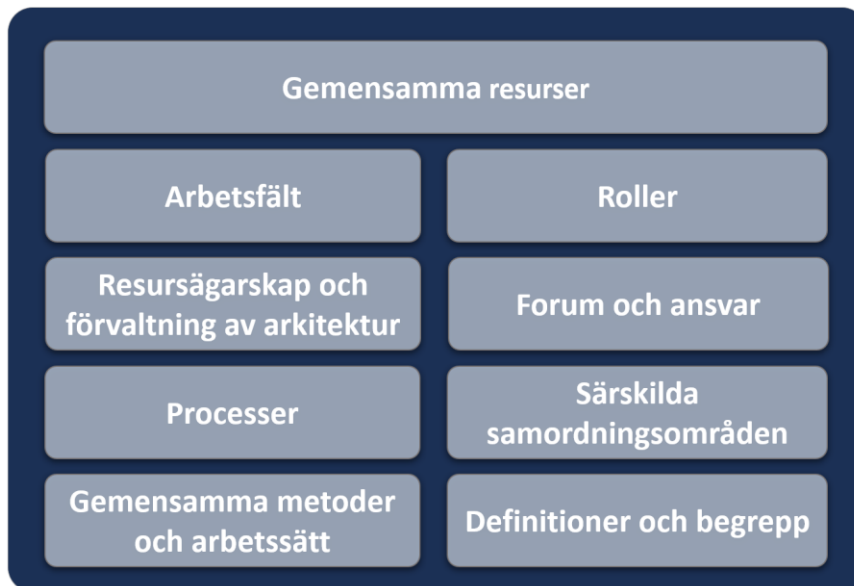 Gemensamma resurser
Arbetsfält
Roller
Resursägarskap och
förvaltning av arkitektur
Forum och ansvar
Processer
Särskilda
samordningsområden
Gemensamma metoder
och arbetssätt
Definitioner och begrepp